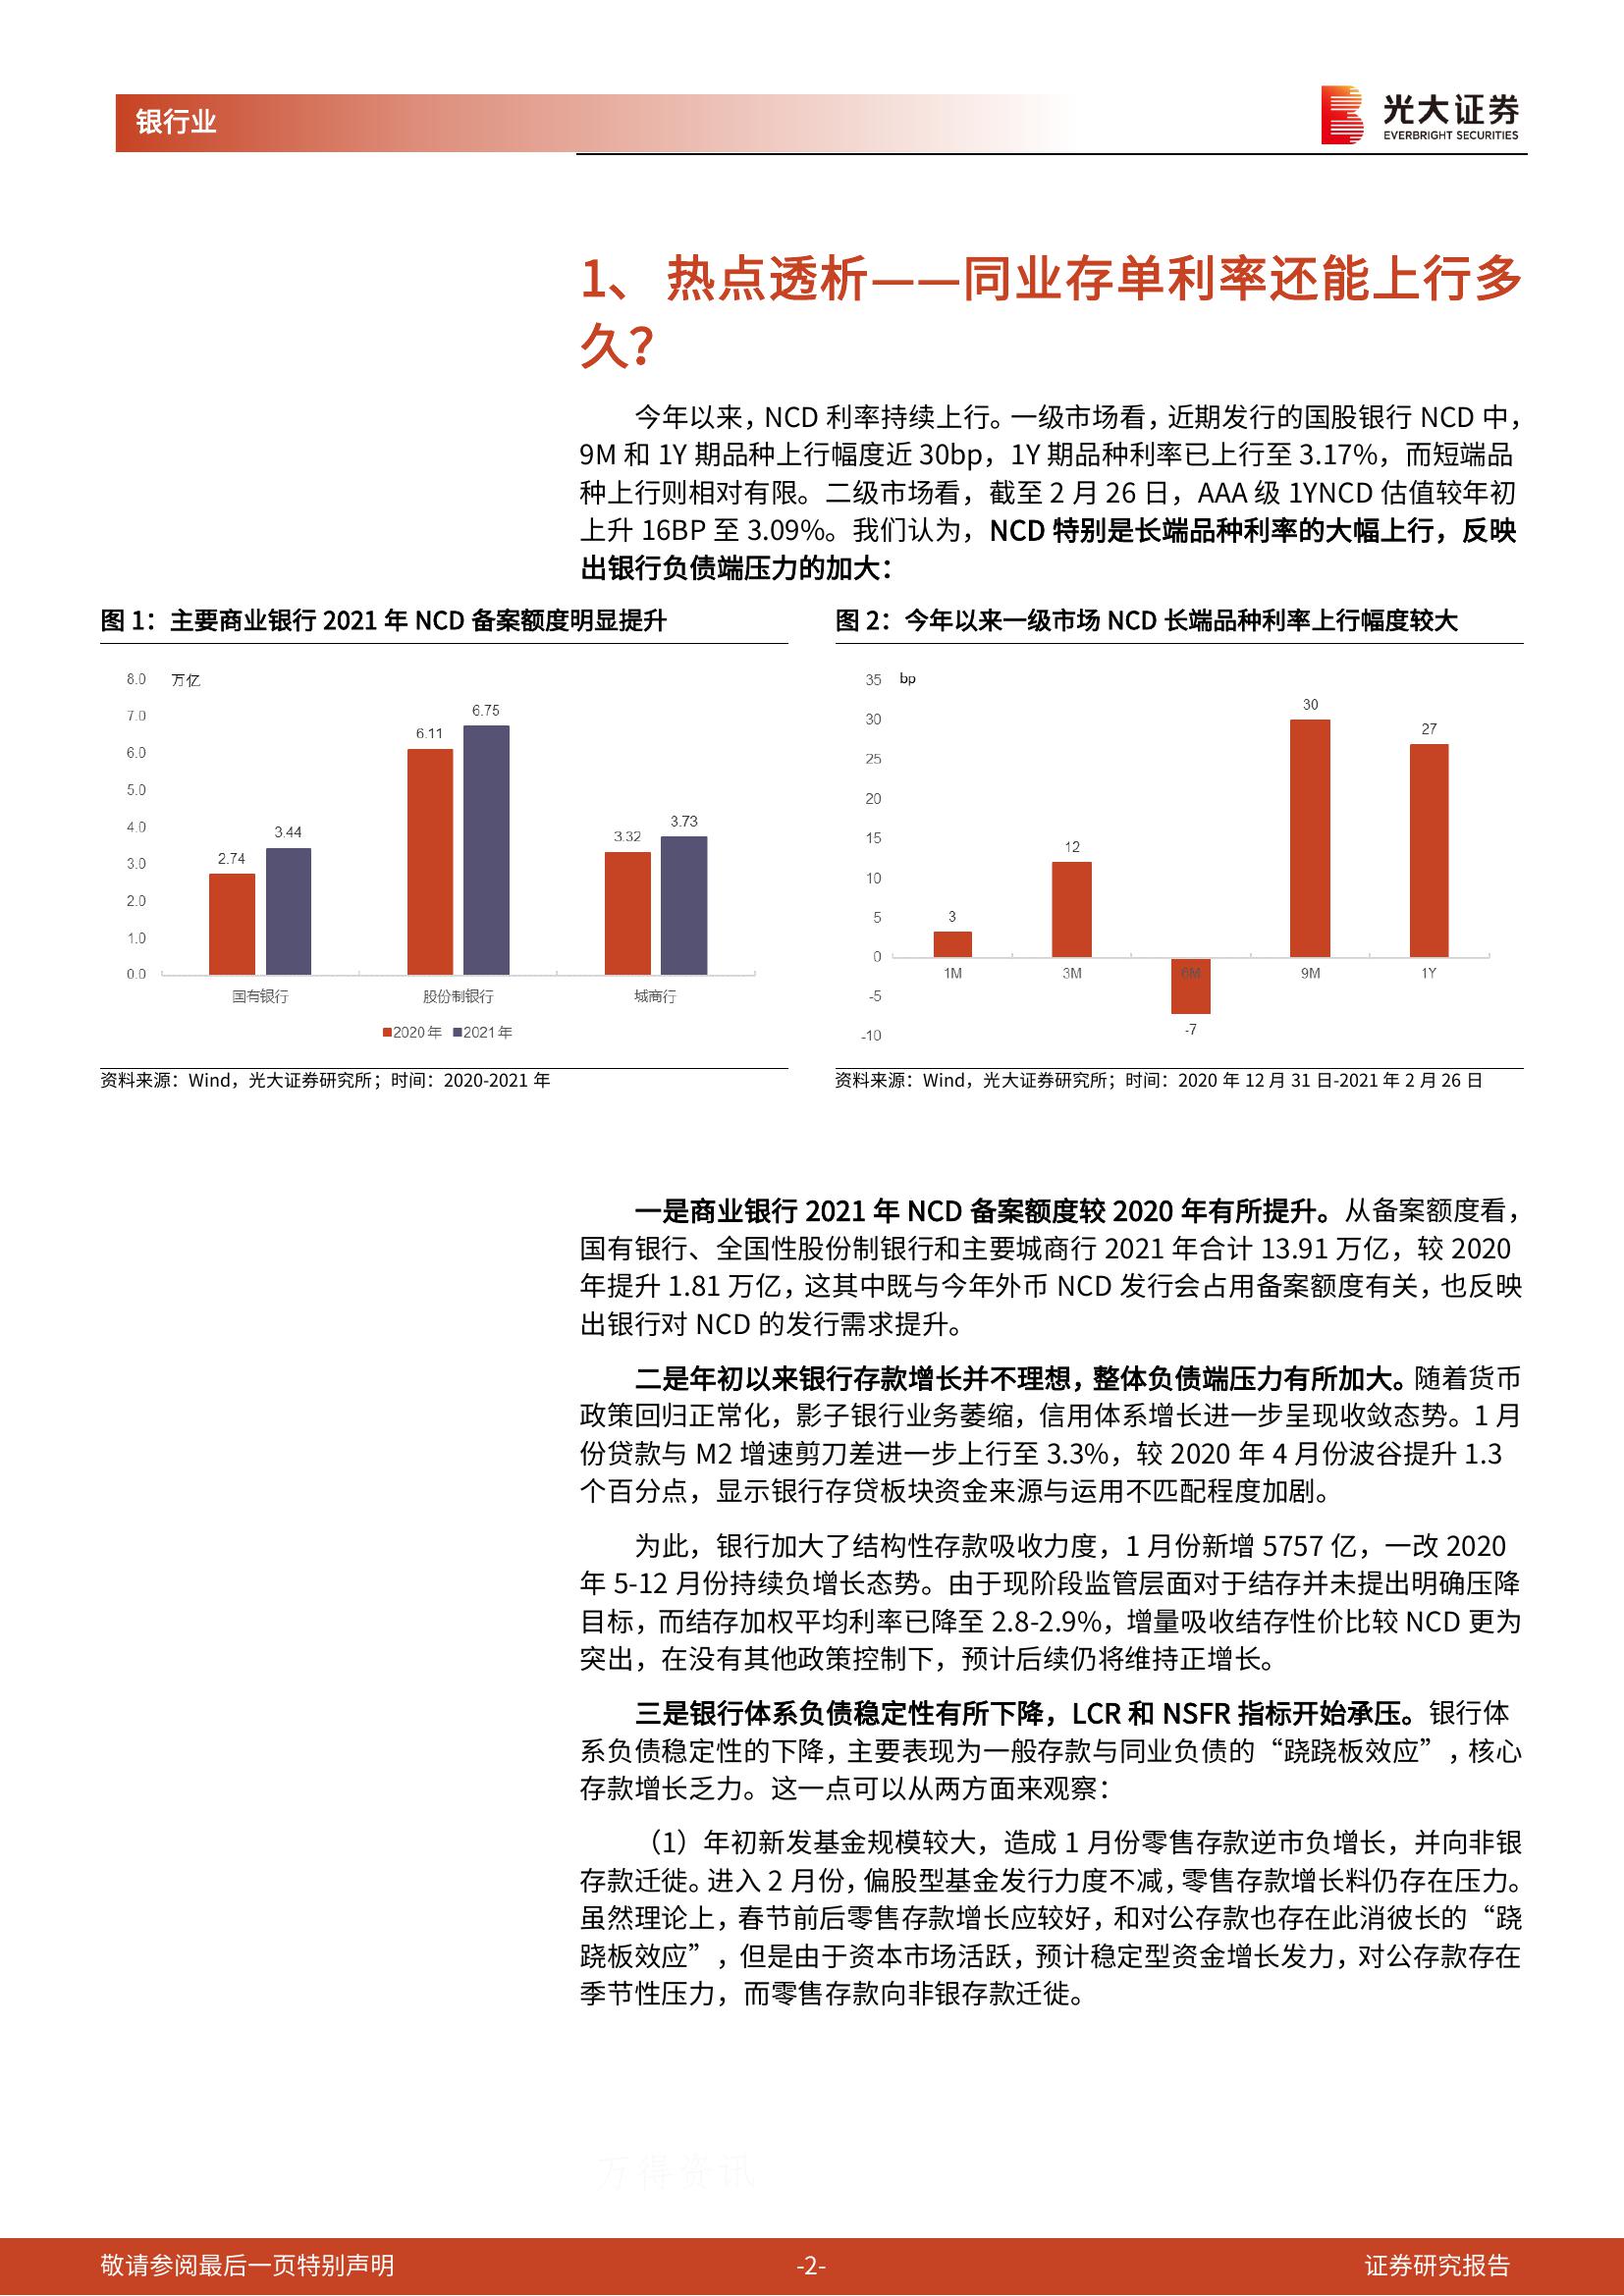 银行业
光大证券
EVERBRIGHT SECURITIES
1、 热点透析——同业存单利率还能上行多
久？
今年以来，NCD 利率持续上行。一级市场看，近期发行的国股银行 NCD 中，
9M 和 1Y 期品种上行幅度近 30bp，1Y 期品种利率已上行至 3.17%，而短端品
种上行则相对有限。二级市场看，截至 2 月 26 日，AAA 级 1YNCD 估值较年初
上升 16BP 至 3.09%。我们认为，NCD 特别是长端品种利率的大幅上行，反映
出银行负债端压力的加大：
图 1：主要商业银行 2021 年 NCD 备案额度明显提升
8.0
万亿
7.0
6.0
5.0
4.0
3.0
2.0
1.0
0.0
2.74
3.44
6.11
6.75
3.32
3.73
国有银行
股份制银行
城商行
2020年
2021年
资料来源：Wind，光大证券研究所；时间：2020-2021 年
图 2：今年以来一级市场 NCD 长端品种利率上行幅度较大
35
bp
30
25
20
15
10
5
0
-5
-10
3
12
-7
30
27
1M
3M
6M
9M
1Y
资料来源：Wind，光大证券研究所；时间：2020 年 12 月 31 日-2021 年 2 月 26 日
一是商业银行 2021 年 NCD 备案额度较 2020 年有所提升。从备案额度看，
国有银行、全国性股份制银行和主要城商行 2021 年合计 13.91 万亿，较 2020
年提升 1.81 万亿，这其中既与今年外币 NCD 发行会占用备案额度有关，也反映
出银行对 NCD 的发行需求提升。
二是年初以来银行存款增长并不理想，整体负债端压力有所加大。随着货币
政策回归正常化，影子银行业务萎缩，信用体系增长进一步呈现收敛态势。1 月
份贷款与 M2 增速剪刀差进一步上行至 3.3%，较 2020 年 4 月份波谷提升 1.3
个百分点，显示银行存贷板块资金来源与运用不匹配程度加剧。
为此，银行加大了结构性存款吸收力度，1 月份新增 5757 亿，一改 2020
年 5-12 月份持续负增长态势。由于现阶段监管层面对于结存并未提出明确压降
目标，而结存加权平均利率已降至 2.8-2.9%，增量吸收结存性价比较 NCD 更为
突出，在没有其他政策控制下，预计后续仍将维持正增长。
三是银行体系负债稳定性有所下降，LCR 和 NSFR 指标开始承压。银行体
系负债稳定性的下降，主要表现为一般存款与同业负债的“跷跷板效应”，核心
存款增长乏力。这一点可以从两方面来观察：
（1）年初新发基金规模较大，造成 1 月份零售存款逆市负增长，并向非银
存款迁徙。进入 2 月份，偏股型基金发行力度不减，零售存款增长料仍存在压力。
虽然理论上，春节前后零售存款增长应较好，和对公存款也存在此消彼长的“跷
跷板效应”，但是由于资本市场活跃，预计稳定型资金增长发力，对公存款存在
季节性压力，而零售存款向非银存款迁徙。
万得资讯
敬请参阅最后一页特别声明
-2-
证券研究报告